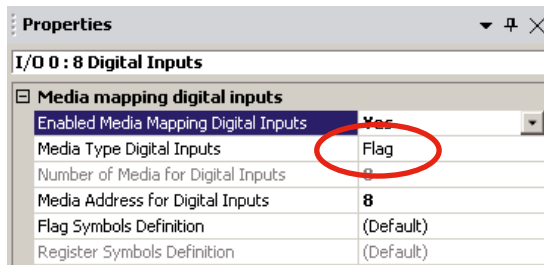 Properties
I/O 0 : 8 Digital Inputs
Media mapping digital inputs
Enabled Media Mapping Digital Inputs Yes
Media Type Digital Inputs Flag
Number of Media for Digital Inputs 8
Media Address for Digital Inputs 8
Flag Symbols Definition (Default)
Register Symbols Definition (Default)